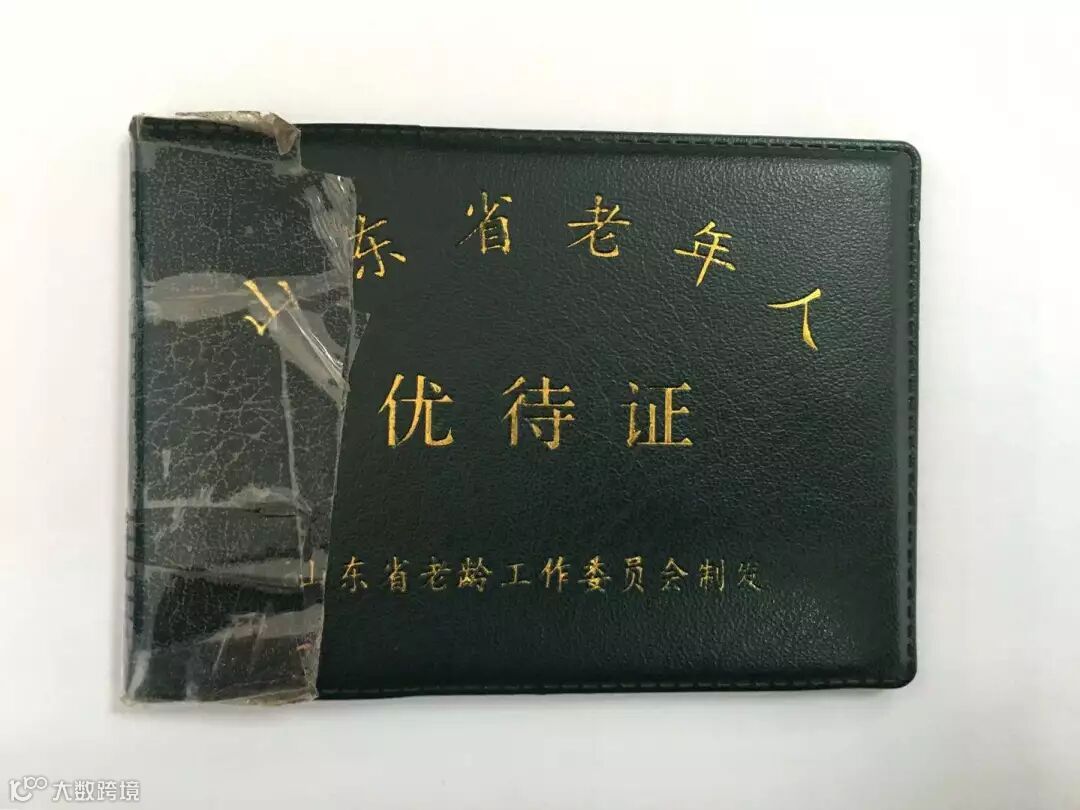 山东省老年人
优待证
山东省老龄工作委员会制发
大数跨境